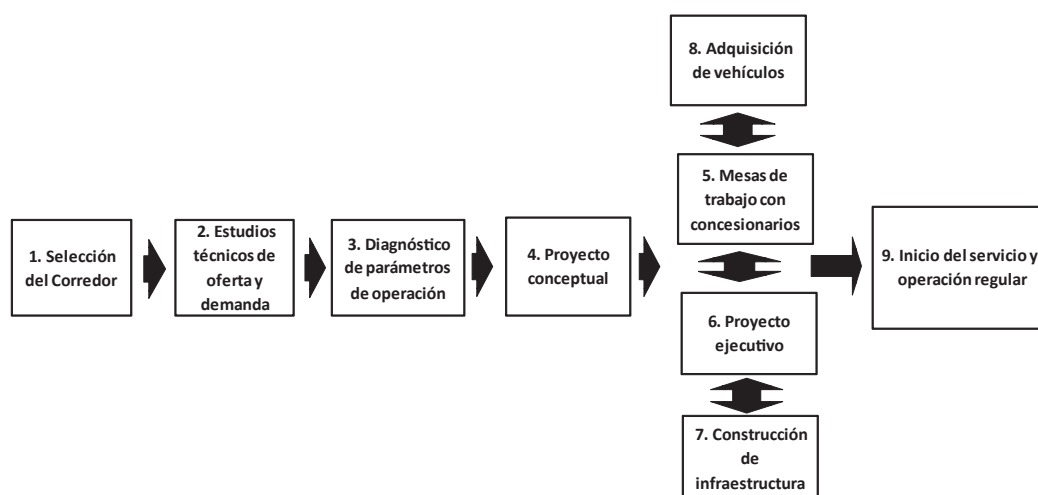 1. Selección
del Corredor
2. Estudios
técnicos de
oferta y
demanda
3. Diagnóstico
de parámetros
de operación
4. Proyecto
conceptual
8. Adquisición
de vehículos
5. Mesas de
trabajo con
concesionarios
6. Proyecto
ejecutivo
7. Construcción
de
infraestructura
9. Inicio del servicio y
operación regular